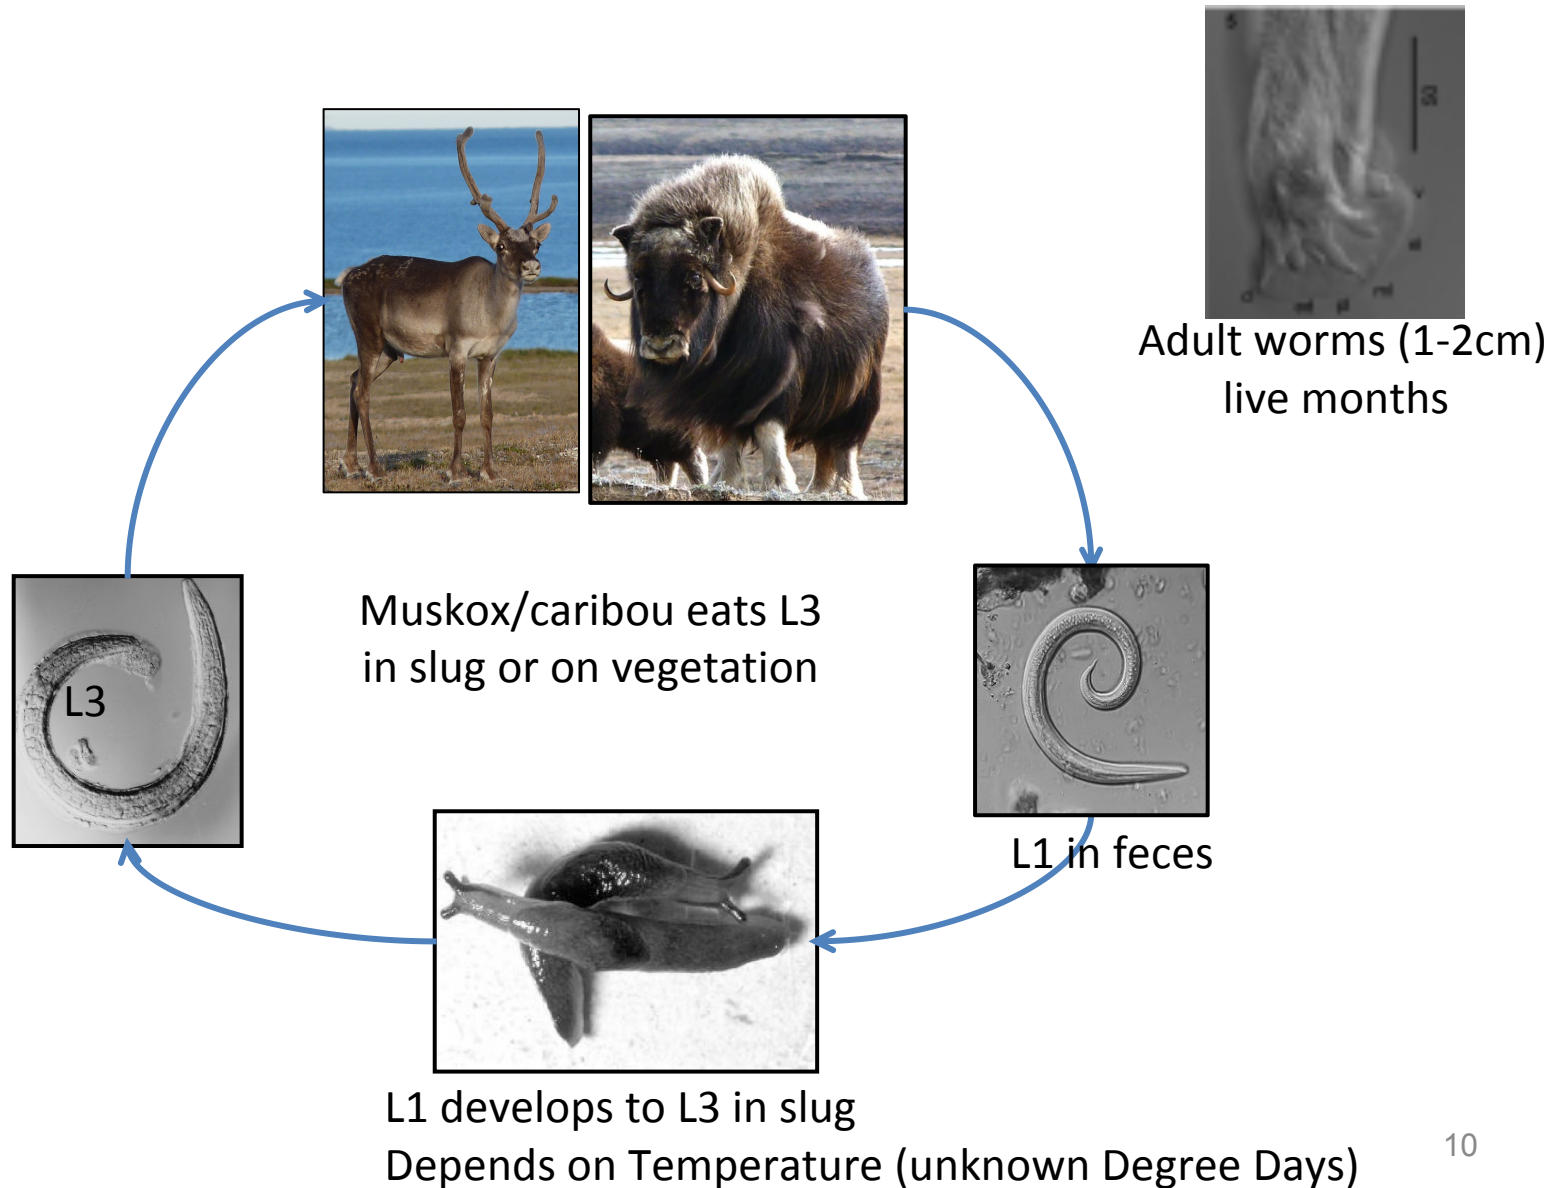 Adult worms (1-2cm)
live months
Muskox/caribou eats L3
in slug or on vegetation
L3
L1 in feces
L1 develops to L3 in slug
Depends on Temperature (unknown Degree Days)
10